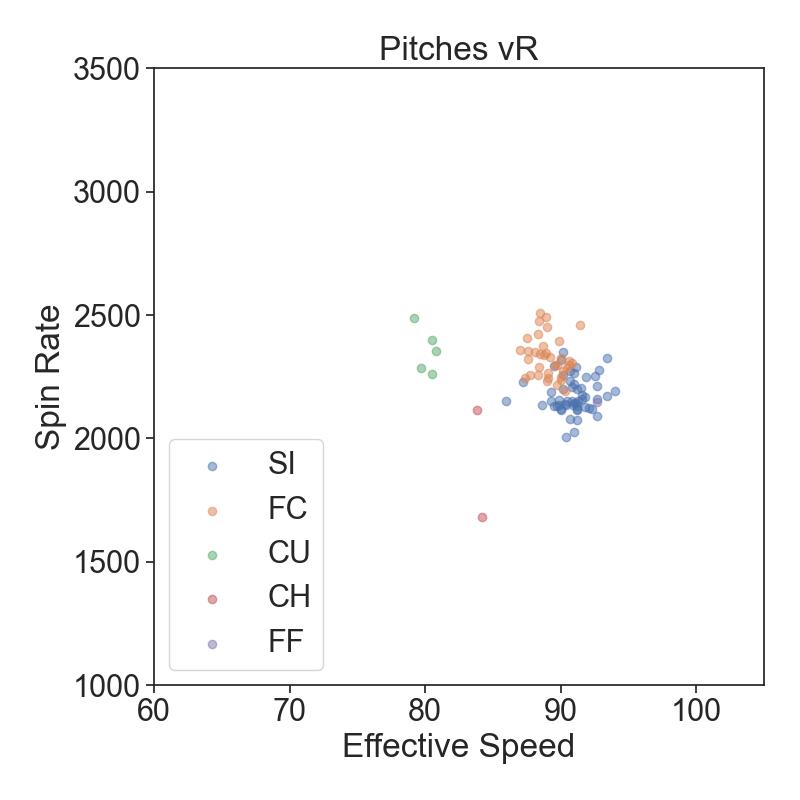 Pitches vR
3500
3000
2500
2000
1500
1000
Spin Rate
SI
FC
CU
CH
FF
60 70 80 90 100
Effective Speed